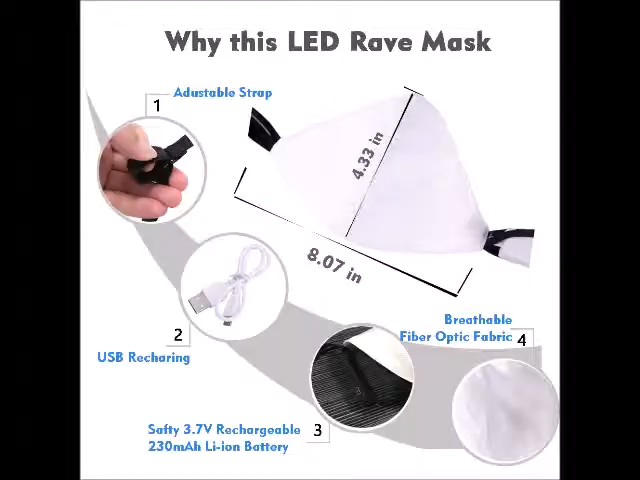 Why this LED Rave Mask
1
Adustable Strap
4.33 in
8.07 in
2
USB Recharing
Breathable
Fiber Optic Fabric
4
3
Safty 3.7V Rechargeable
230mAh Li-ion Battery